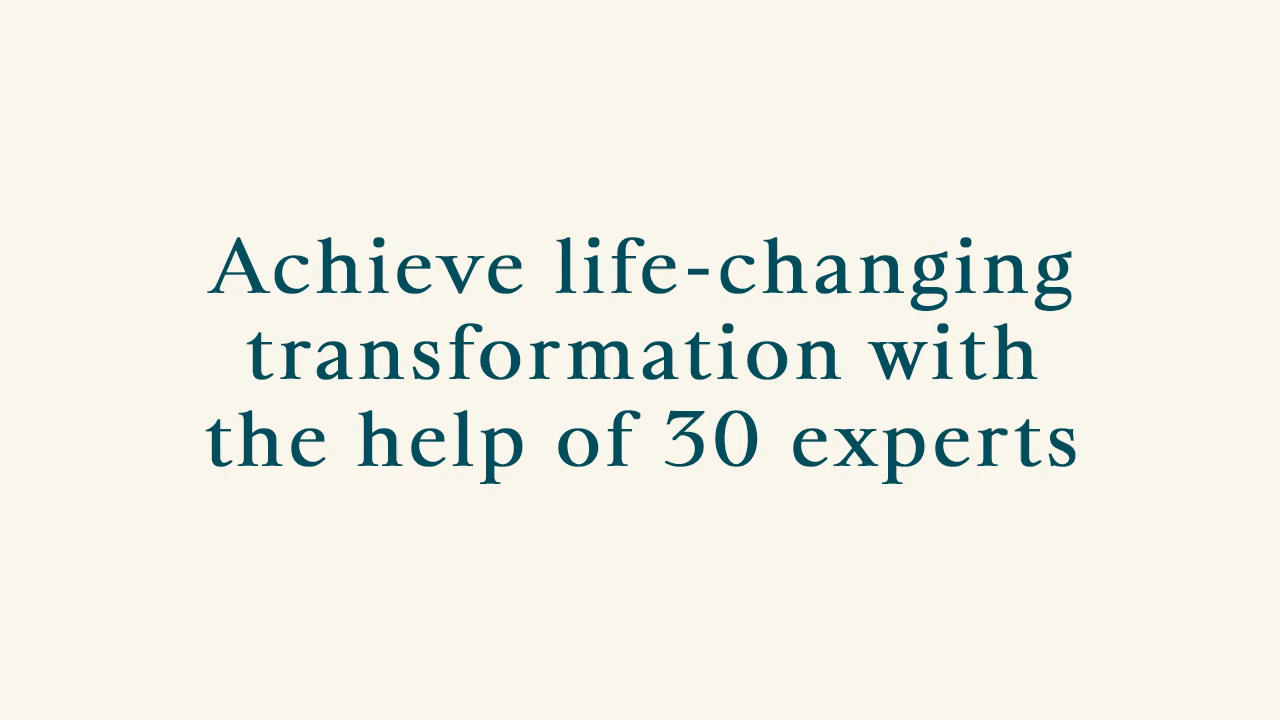 Achieve life-changing
transformation with
the help of 30 experts